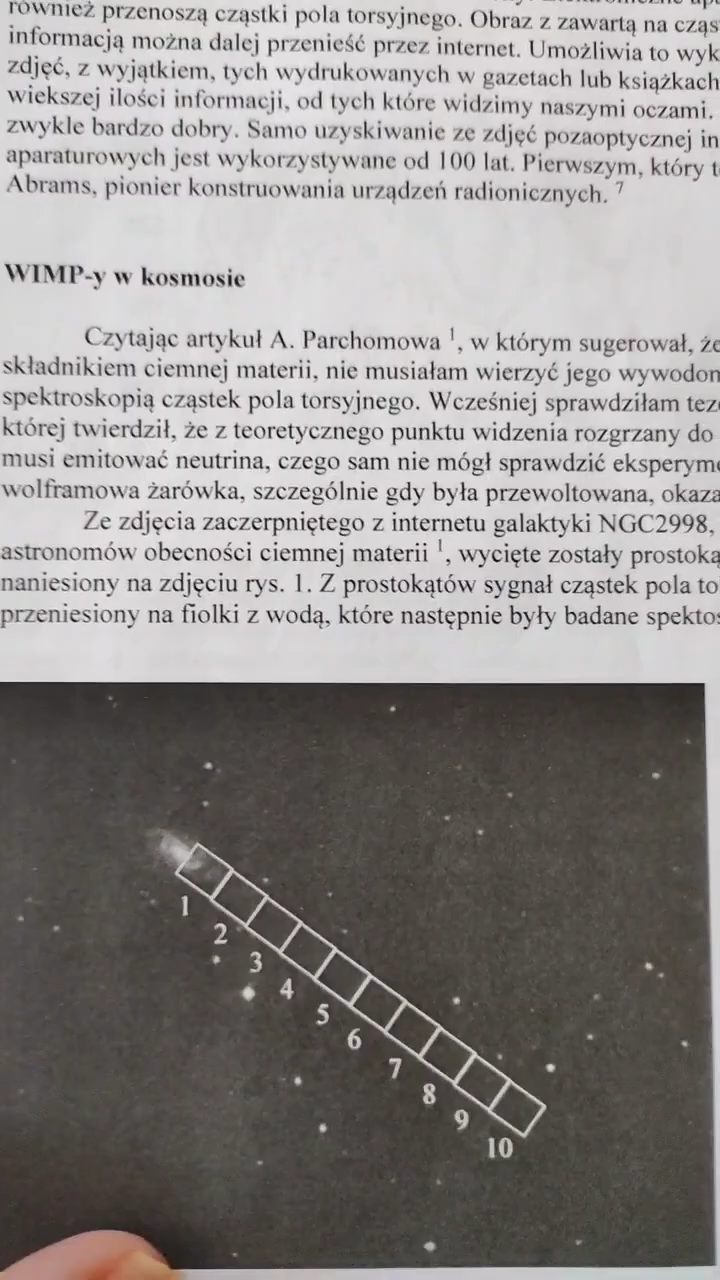 również przenoszą cząstki pola torsyjnego. Obraz z zawartą na cząs
informacją można dalej przenieść przez internet. Umożliwia to wyk
zdjęć, z wyjątkiem, tych wydrukowanych w gazetach lub książkach
wiekszej ilości informacji, od tych które widzimy naszymi oczami.
zwykle bardzo dobry. Samo uzyskiwanie ze zdjęć pozaoptycznej in
aparaturowych jest wykorzystywane od 100 lat. Pierwszym, który t
Abrams, pionier konstruowania urządzeń radionicznych. 7
WIMP-y w kosmosie
Czytając artykuł A. Parchomowa 1, w którym sugerował, że
składnikiem ciemnej materii, nie musiałam wierzyć jego wywodom
spektroskopią cząstek pola torsyjnego. Wcześniej sprawdziłam tez
której twierdził, że z teoretycznego punktu widzenia rozgrzany do
musi emitować neutrina, czego sam nie mógł sprawdzić eksperyme
wolframowa żarówka, szczególnie gdy była przewoltowana, okaza
Ze zdjęcia zaczerpniętego z internetu galaktyki NGC2998,
astronomów obecności ciemnej materii 1, wycięte zostały prostoką
naniesiony na zdjęciu rys. 1. Z prostokątów sygnał cząstek pola to
przeniesiony na fiolki z wodą, które następnie były badane spektos
1
2
3
4
5
6
7
8
9
10